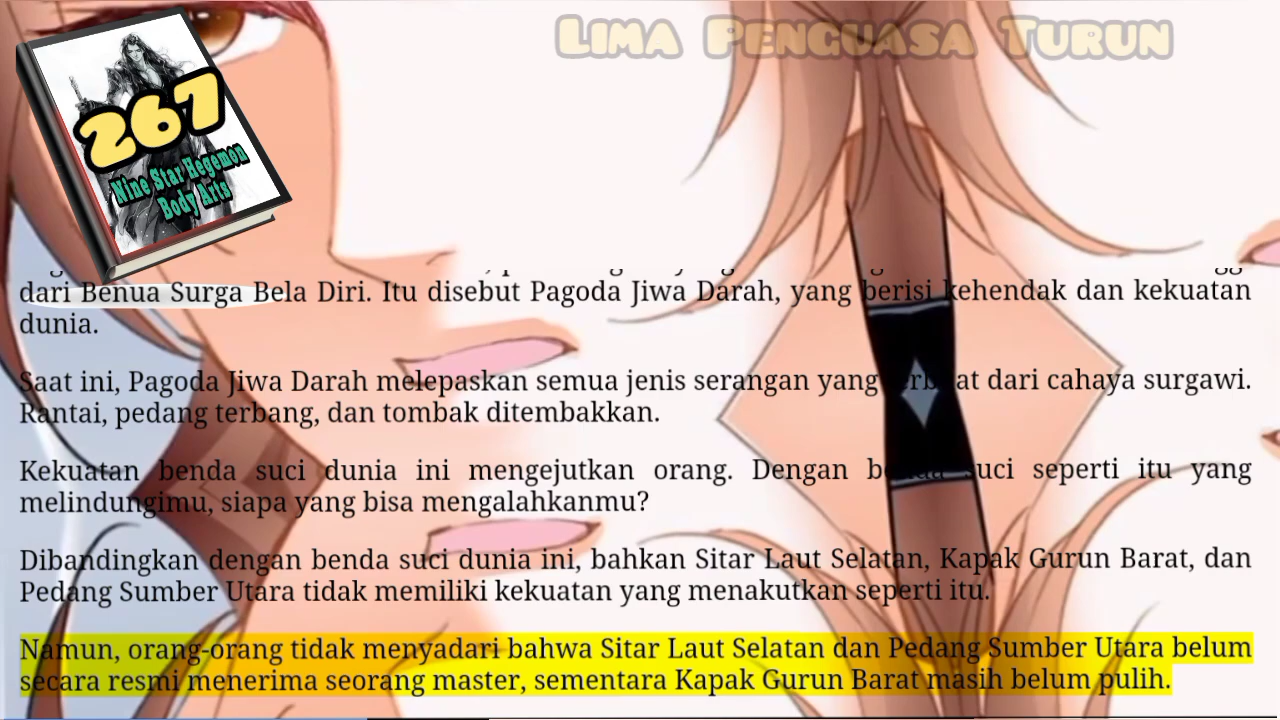 Lima Penguasa Turun
267
Nine Star Hegemon
Body Arts
dari Benua Surga Bela Diri. Itu disebut Pagoda Jiwa Darah, yang berisi kehendak dan kekuatan
dunia.
Saat ini, Pagoda Jiwa Darah melepaskan semua jenis serangan yang terbuat dari cahaya surgawi.
Rantai, pedang terbang, dan tombak ditembakkan.
Kekuatan benda suci dunia ini mengejutkan orang. Dengan benda suci seperti itu yang
melindungimu, siapa yang bisa mengalahkanmu?
Dibandingkan dengan benda suci dunia ini, bahkan Sitar Laut Selatan, Kapak Gurun Barat, dan
Pedang Sumber Utara tidak memiliki kekuatan yang menakutkan seperti itu.
Namun, orang-orang tidak menyadari bahwa Sitar Laut Selatan dan Pedang Sumber Utara belum
secara resmi menerima seorang master, sementara Kapak Gurun Barat masih belum pulih.